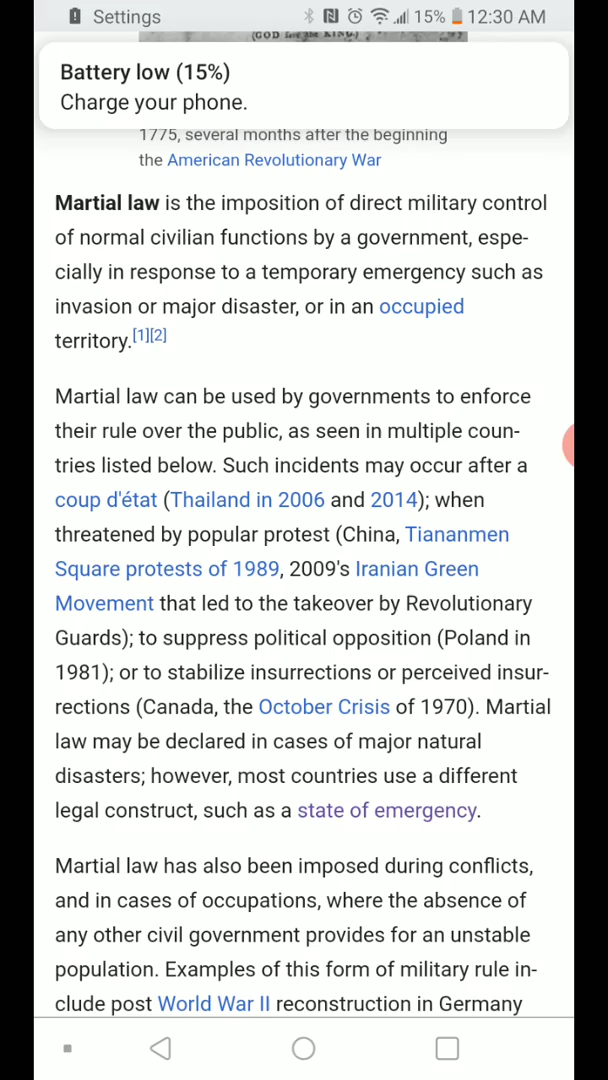 Settings 15% 12:30 AM
(GOD save the KING.)
Battery low (15%)
Charge your phone.
1775, several months after the beginning
the American Revolutionary War
Martial law is the imposition of direct military control
of normal civilian functions by a government, espe-
cially in response to a temporary emergency such as
invasion or major disaster, or in an occupied
territory.[1][2]
Martial law can be used by governments to enforce
their rule over the public, as seen in multiple coun-
tries listed below. Such incidents may occur after a
coup d'état (Thailand in 2006 and 2014); when
threatened by popular protest (China, Tiananmen
Square protests of 1989, 2009's Iranian Green
Movement that led to the takeover by Revolutionary
Guards); to suppress political opposition (Poland in
1981); or to stabilize insurrections or perceived insur-
rections (Canada, the October Crisis of 1970). Martial
law may be declared in cases of major natural
disasters; however, most countries use a different
legal construct, such as a state of emergency.
Martial law has also been imposed during conflicts,
and in cases of occupations, where the absence of
any other civil government provides for an unstable
population. Examples of this form of military rule in-
clude post World War II reconstruction in Germany